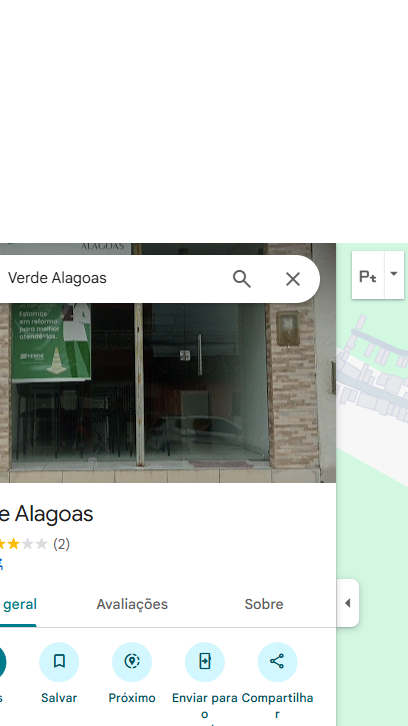 ALAGOAS
Verde Alagoas
Pt
Estamos
em reforma
para melhor
atendê-los.
VERDE
e Alagoas
(2)
geral
Avaliações
Sobre
s
Salvar
Próximo
Enviar para
o
Compartilha
r